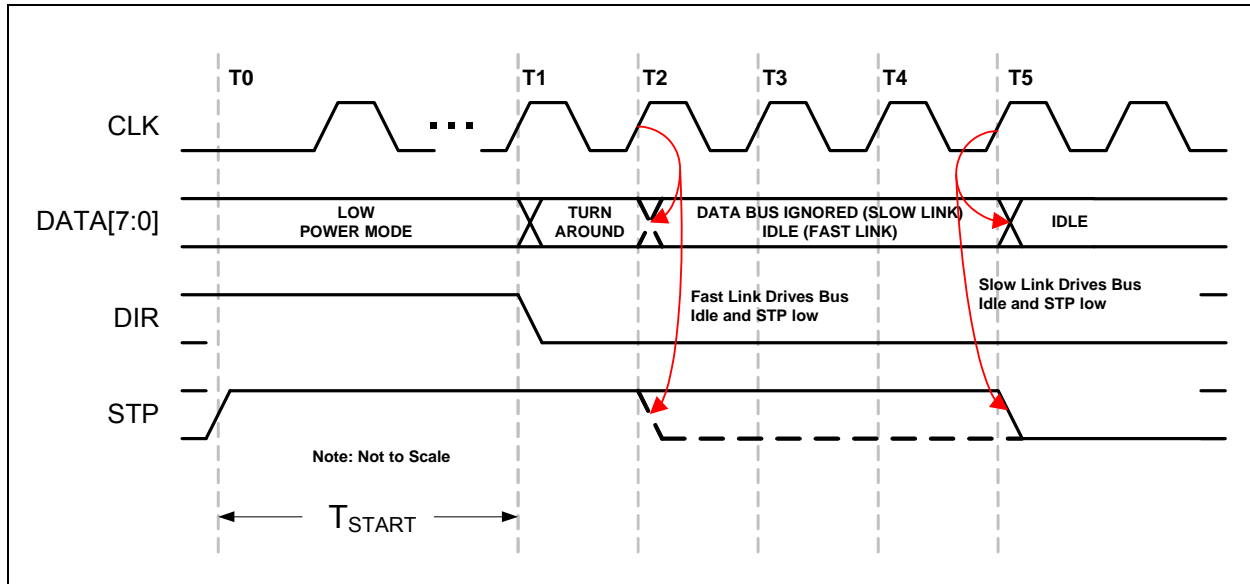 T0
T1
T2
T3
T4
T5
CLK
...
DATA[7:0]
LOW
POWER MODE
TURN
AROUND
DATA BUS IGNORED (SLOW LINK)
IDLE (FAST LINK)
IDLE
DIR
Fast Link Drives Bus
Idle and STP low
Slow Link Drives Bus
Idle and STP low
STP
Note: Not to Scale
TSTART